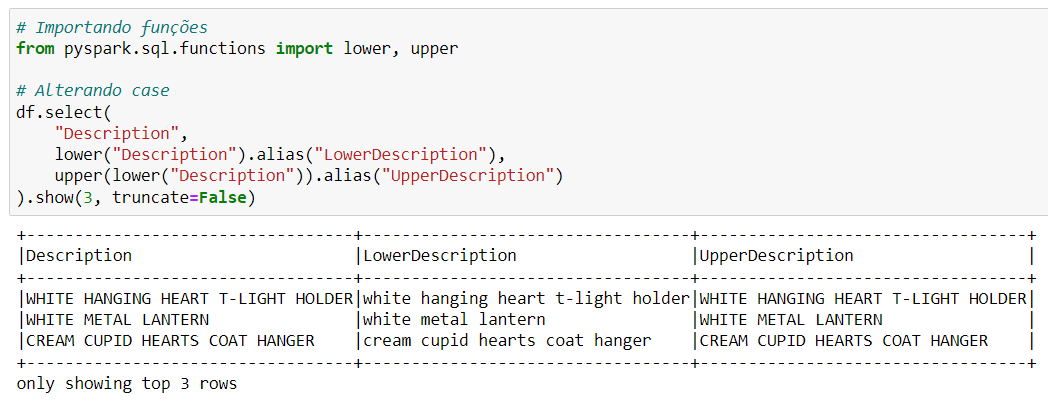 # Importando funções
from pyspark.sql.functions import lower, upper

# Alterando case
df.select(
    "Description",
    lower("Description").alias("LowerDescription"),
    upper(lower("Description")).alias("UpperDescription")
).show(3, truncate=False)
+----------------------------------+----------------------------------+----------------------------------+
|Description                       |LowerDescription                  |UpperDescription                  |
+----------------------------------+----------------------------------+----------------------------------+
|WHITE HANGING HEART T-LIGHT HOLDER|white hanging heart t-light holder|WHITE HANGING HEART T-LIGHT HOLDER|
|WHITE METAL LANTERN               |white metal lantern               |WHITE METAL LANTERN               |
|CREAM CUPID HEARTS COAT HANGER    |cream cupid hearts coat hanger    |CREAM CUPID HEARTS COAT HANGER    |
+----------------------------------+----------------------------------+----------------------------------+
only showing top 3 rows